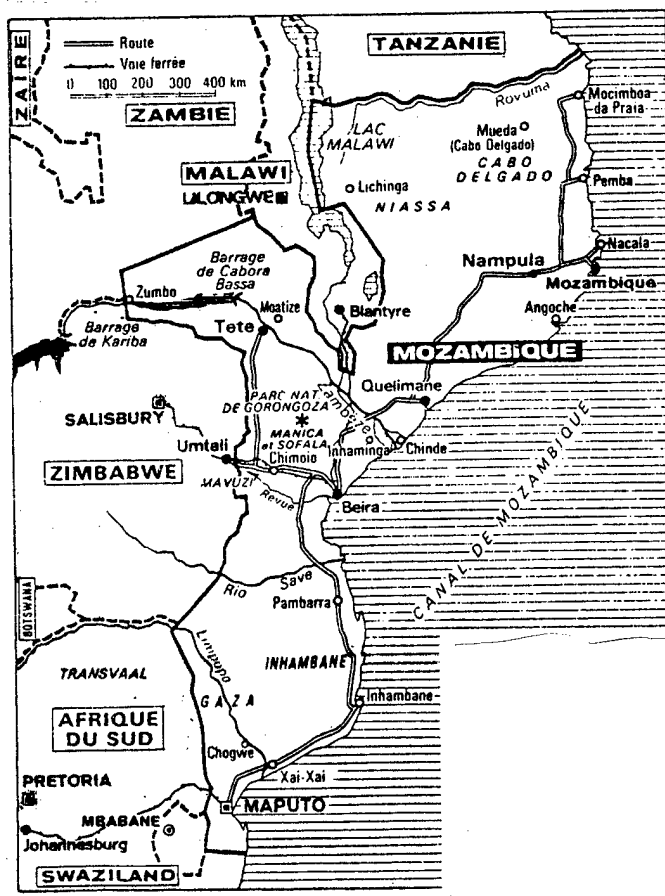 ZAIRE
Route
Voie ferrée
0 100 200 300 400 km
ZAMBIE
TANZANIE
Rovuma
Mocimboa
da Praia
LAC
MALAWI
Mueda
(Cabo Delgado)
CABO
DELGADO
MALAWI
LILONGWE
Lichinga
NIASSA
Pemba
Nacala
Barrage
de Cabora
Bassa
Nampula
Mozambique
Zumbo
Moatize
Blantyre
Angoche
Barrage
de Kariba
Tete
MOZAMBiQUE
PARC NAT.
DE GORONGOZA
Zambèze
Quelimane
SALISBURY
MANICA
et SOFALA
Inhaminga
Chinde
Umtali
Chimoio
ZIMBABWE
MAVUZI
Revue
Beira
CANAL DE MOZAMBIQUE
Rio Save
Pambarra
BOTSWANA
Limpopo
INHAMBANE
TRANSVAAL
GAZA
Inhambane
AFRIQUE
DU SUD
Chogwe
Xai-Xai
PRETORIA
MAPUTO
MBABANE
Johannesburg
SWAZILAND